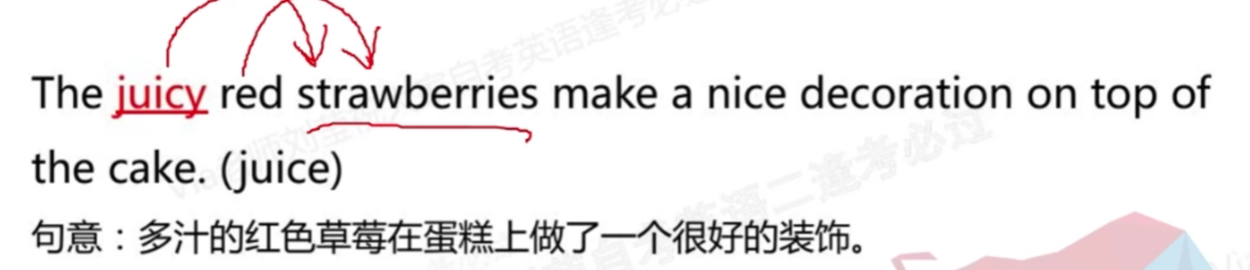 The juicy red strawberries make a nice decoration on top of
the cake. (juice)
句意：多汁的红色草莓在蛋糕上做了一个很好的装饰。